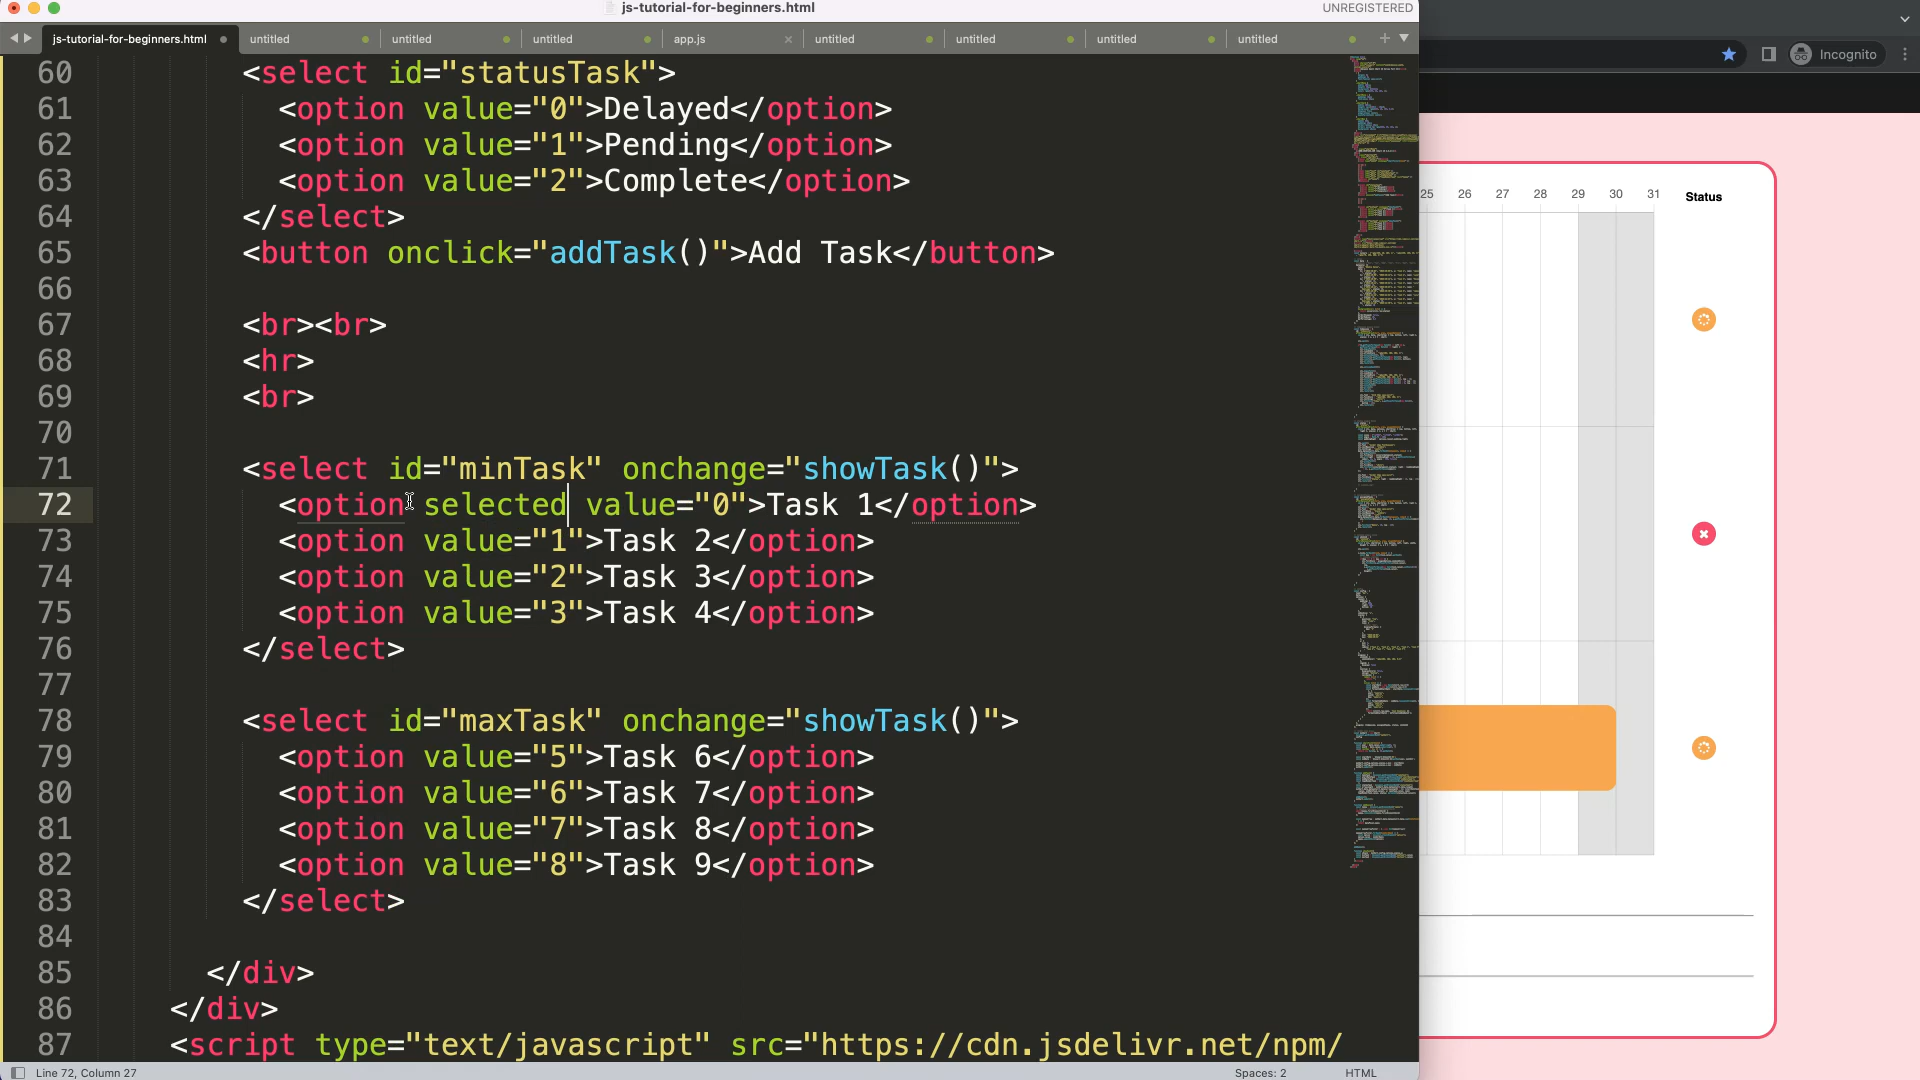 js-tutorial-for-beginners.html
UNREGISTERED
js-tutorial-for-beginners.html untitled untitled untitled app.js untitled untitled untitled untitled
Incognito
60 <select id="statusTask">
61 <option value="0">Delayed</option>
62 <option value="1">Pending</option>
63 <option value="2">Complete</option>
64 </select>
65 <button onclick="addTask()">Add Task</button>
66
67 <br><br>
68 <hr>
69 <br>
70
71 <select id="minTask" onchange="showTask()">
72 <option selected value="0">Task 1</option>
73 <option value="1">Task 2</option>
74 <option value="2">Task 3</option>
75 <option value="3">Task 4</option>
76 </select>
77
78 <select id="maxTask" onchange="showTask()">
79 <option value="5">Task 6</option>
80 <option value="6">Task 7</option>
81 <option value="7">Task 8</option>
82 <option value="8">Task 9</option>
83 </select>
84
85 </div>
86 </div>
87 <script type="text/javascript" src="https://cdn.jsdelivr.net/npm/
25 26 27 28 29 30 31 Status
Line 72, Column 27
Spaces: 2
HTML